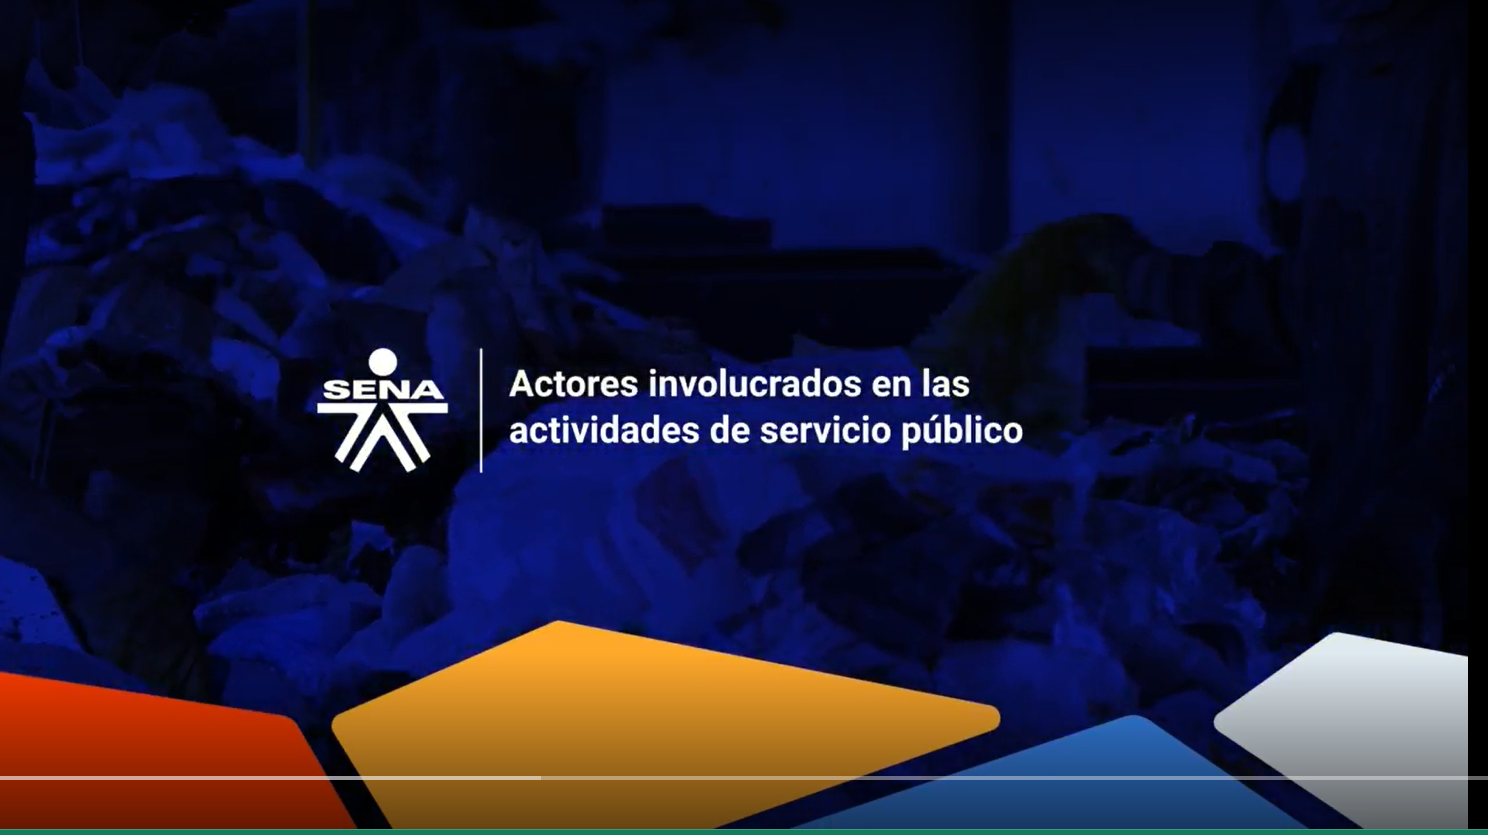 SENA
Actores involucrados en las
actividades de servicio público